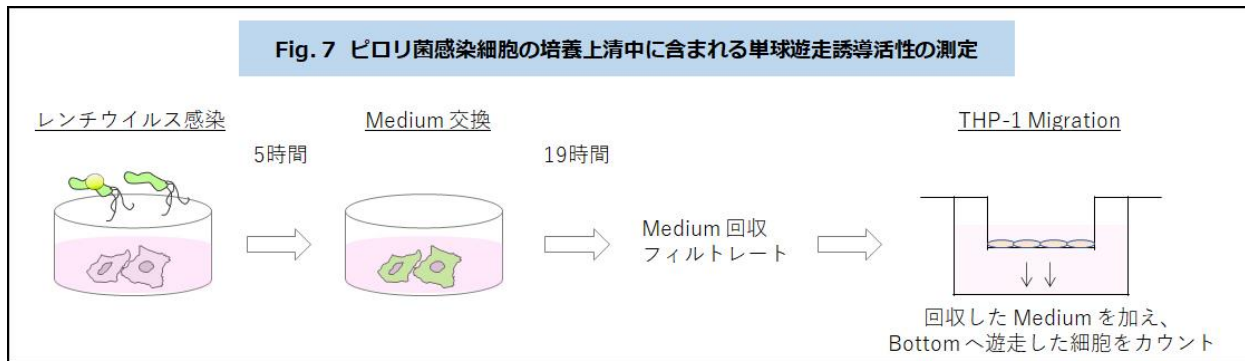 Fig. 7 ピロリ菌感染細胞の培養上清中に含まれる単球遊走誘導活性の測定
レンチウイルス感染
5時間
Medium 交換
19時間
Medium 回収
フィルトレート
THP-1 Migration
回収した Medium を加え、
Bottom へ遊走した細胞をカウント